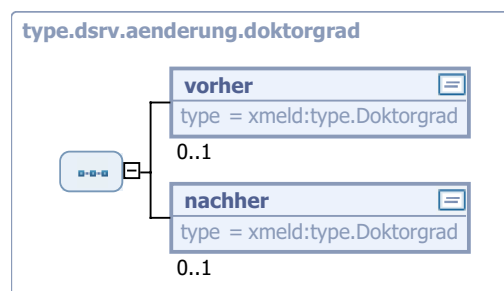 type.dsrv.aenderung.doktorgrad
vorher
type = xmeld:type.Doktorgrad
0..1
nachher
type = xmeld:type.Doktorgrad
0..1